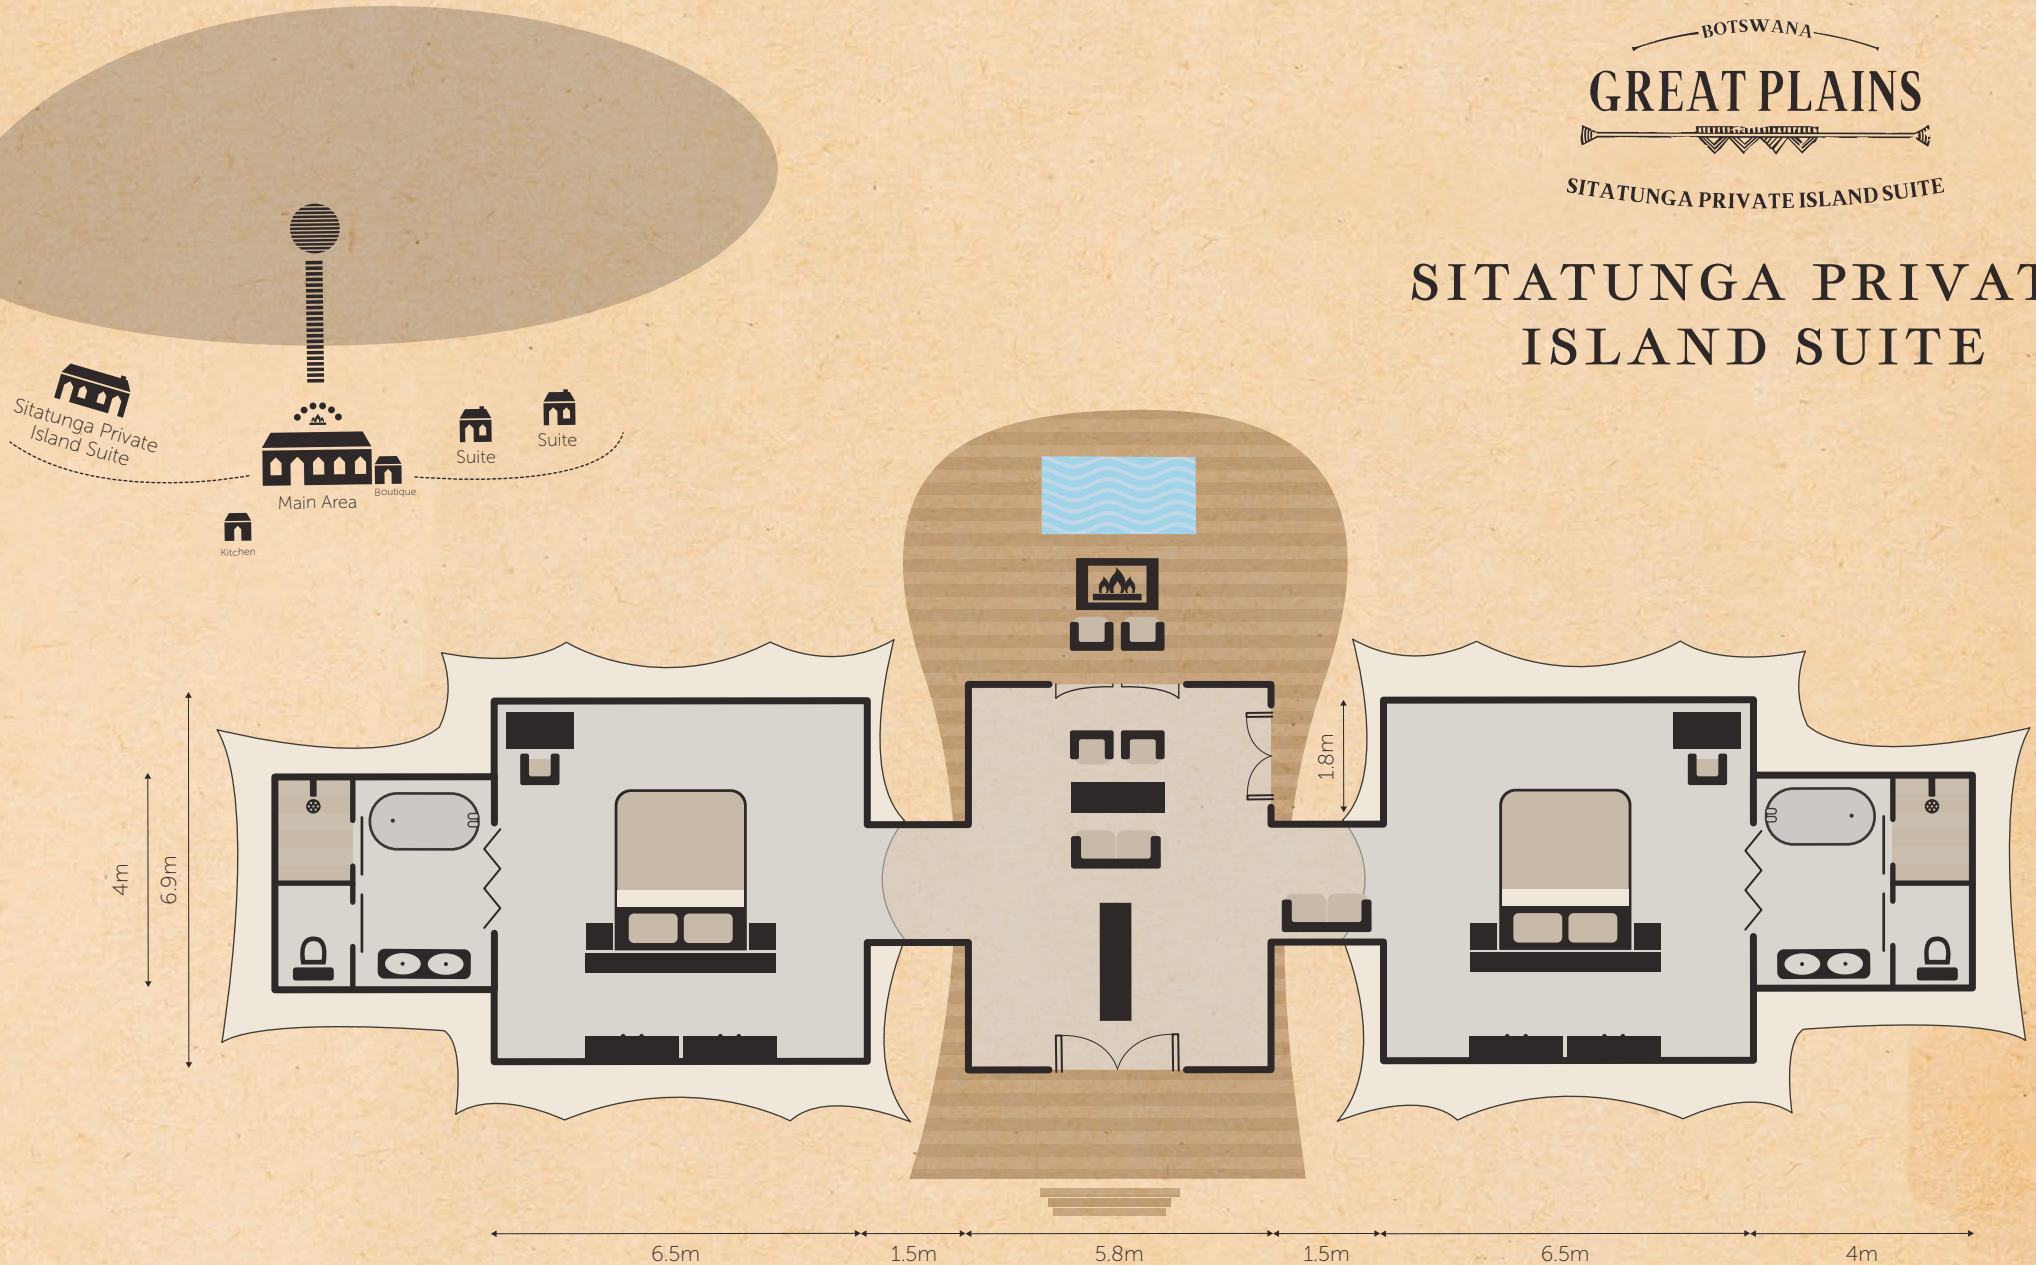 BOTSWANA
GREAT PLAINS
SITATUNGA PRIVATE ISLAND SUITE
SITATUNGA PRIVAT
ISLAND SUITE
Sitatunga Private
Island Suite
Main Area
Boutique
Suite
Suite
Kitchen
1.8m
4m
6.9m
6.5m
1.5m
5.8m
1.5m
6.5m
4m